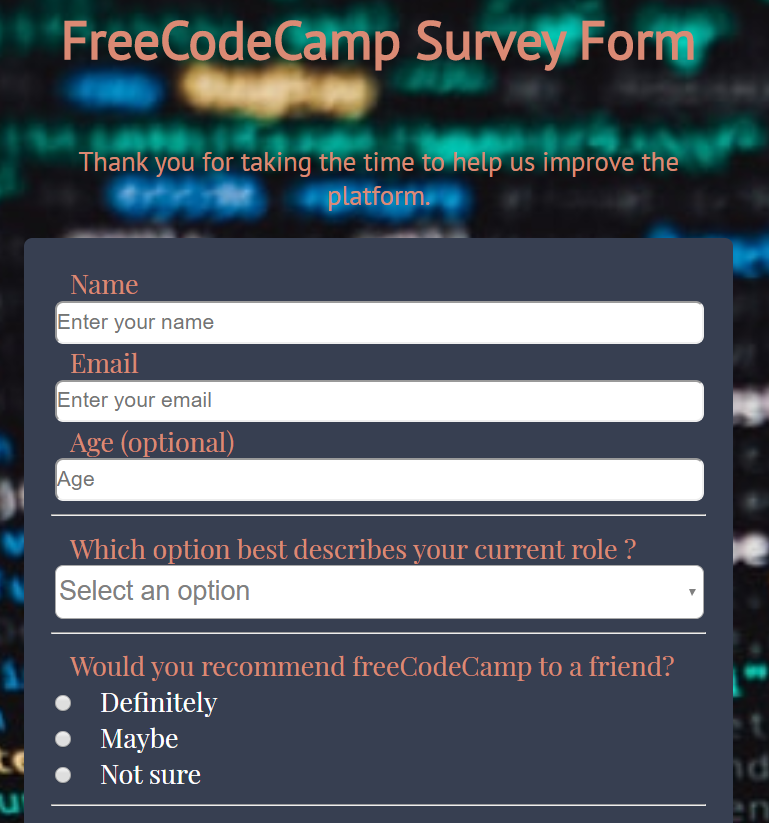 FreeCodeCamp Survey Form
Thank you for taking the time to help us improve the
platform.
Name
Enter your name
Email
Enter your email
Age (optional)
Age
Which option best describes your current role ?
Select an option
Would you recommend freeCodeCamp to a friend?
Definitely
Maybe
Not sure